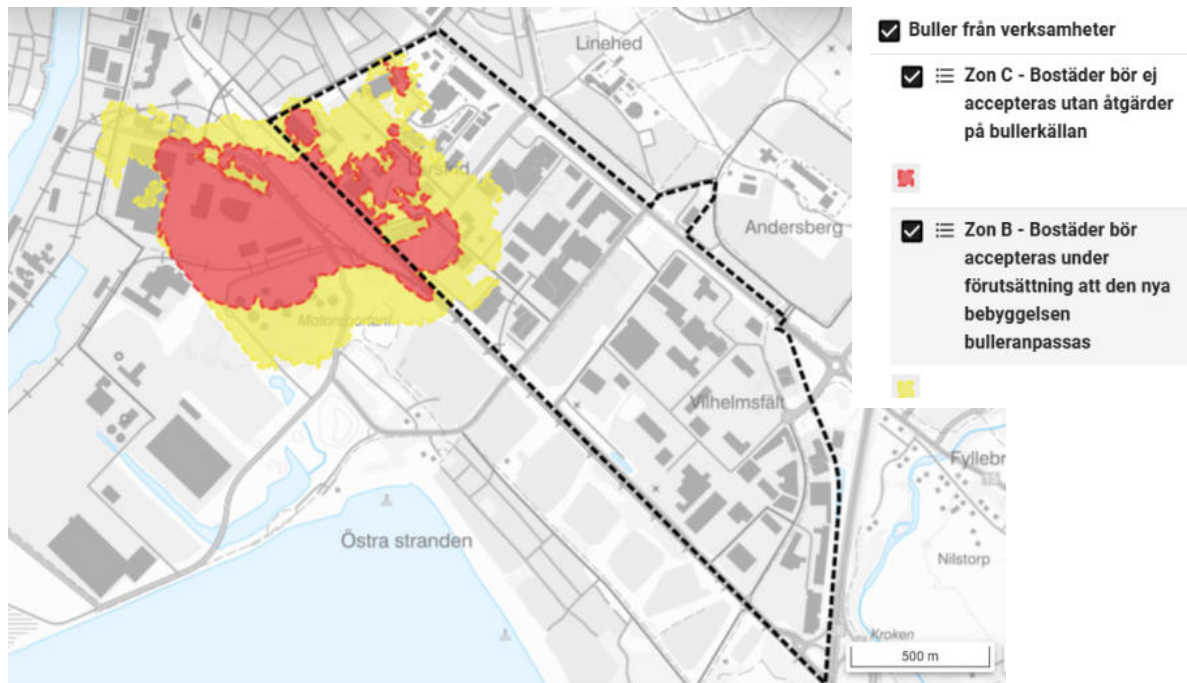 Linehed
Andersberg
Motorsportanl.
Vilhelmsfält
Östra stranden
Fyllebr
Nilstorp
Kroken
500 m
Buller från verksamheter
Zon C - Bostäder bör ej
accepteras utan åtgärder
på bullerkällan
Zon B - Bostäder bör
accepteras under
förutsättning att den nya
bebyggelsen
bulleranpassas